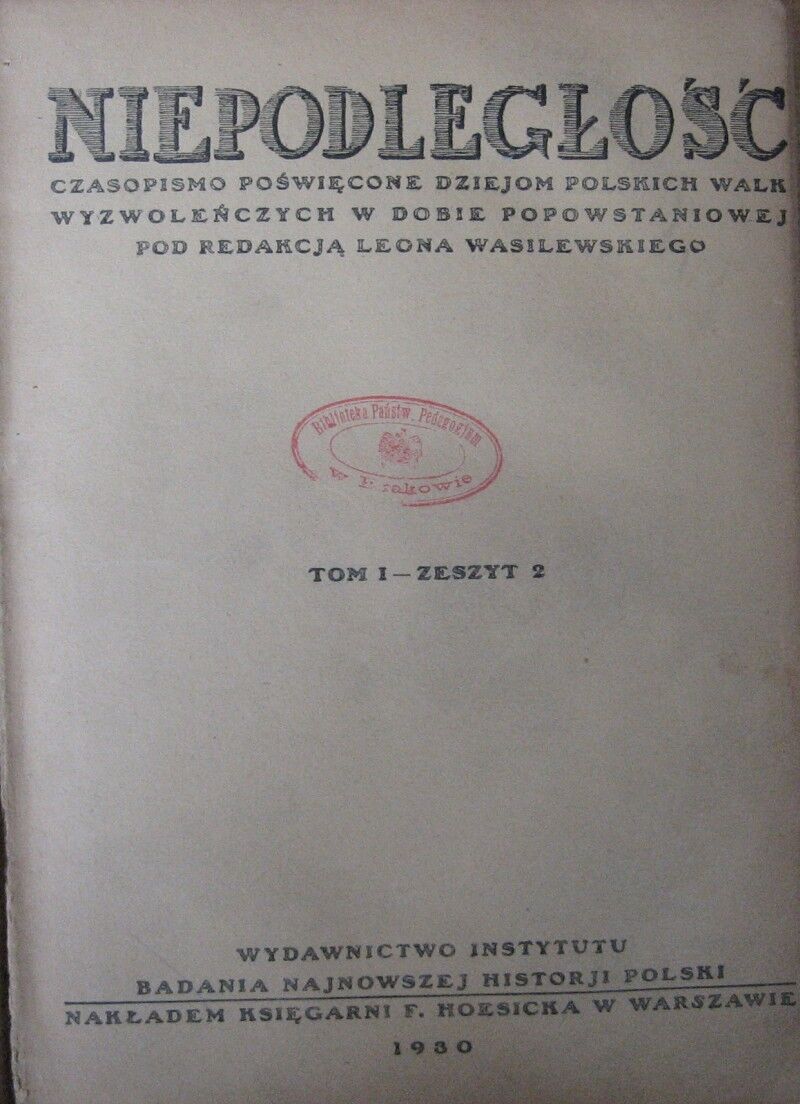 NIEPODLEGŁOŚĆ
CZASOPISMO POŚWIĘCONE DZIEJOM POLSKICH WALK
WYZWOLEŃCZYCH W DOBIE POPOWSTANIOWEJ
POD REDAKCJĄ LEONA WASILEWSKIEGO
Biblioteka Państw. Pedagogjum
w Krakowie
TOM I — ZESZYT 2
WYDAWNICTWO INSTYTUTU
BADANIA NAJNOWSZEJ HISTORJI POLSKI
NAKŁADEM KSIĘGARNI F. HOESICKA W WARSZAWIE
1930